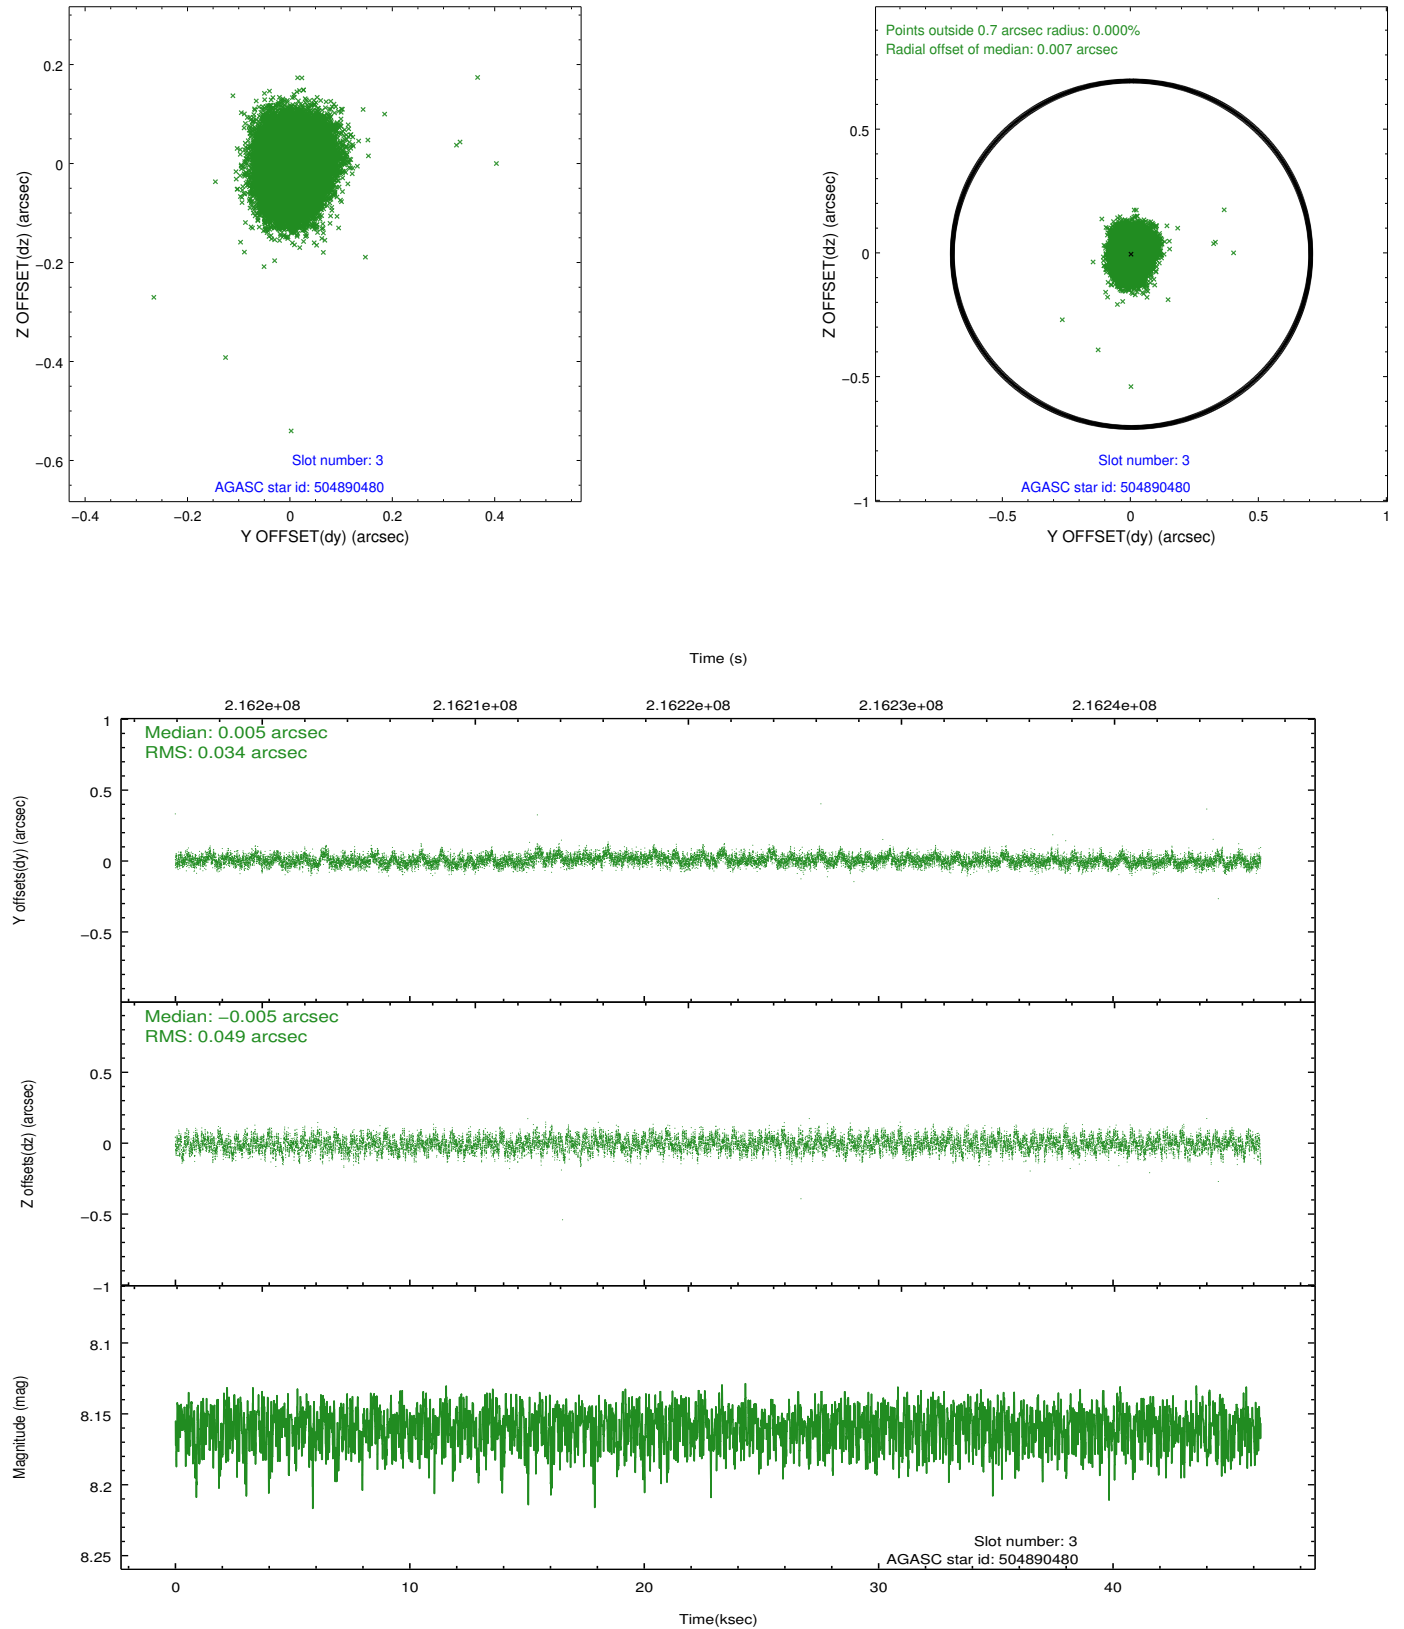 0.2
0
−0.2
−0.4
−0.6
−0.4
−0.2
0
0.2
0.4
Z OFFSET(dz) (arcsec)
Y OFFSET(dy) (arcsec)
Slot number: 3
AGASC star id: 504890480
Points outside 0.7 arcsec radius: 0.000%
Radial offset of median: 0.007 arcsec
0.5
0
−0.5
−1
−0.5
0
0.5
1
Z OFFSET(dz) (arcsec)
Y OFFSET(dy) (arcsec)
Slot number: 3
AGASC star id: 504890480
Time (s)
2.162e+08
2.1621e+08
2.1622e+08
2.1623e+08
2.1624e+08
Median: 0.005 arcsec
RMS: 0.034 arcsec
1
0.5
0
−0.5
Y offsets(dy) (arcsec)
Median: −0.005 arcsec
RMS: 0.049 arcsec
0.5
0
−0.5
−1
Z offsets(dz) (arcsec)
8.1
8.15
8.2
8.25
Magnitude (mag)
Slot number: 3
AGASC star id: 504890480
0
10
20
30
40
Time(ksec)